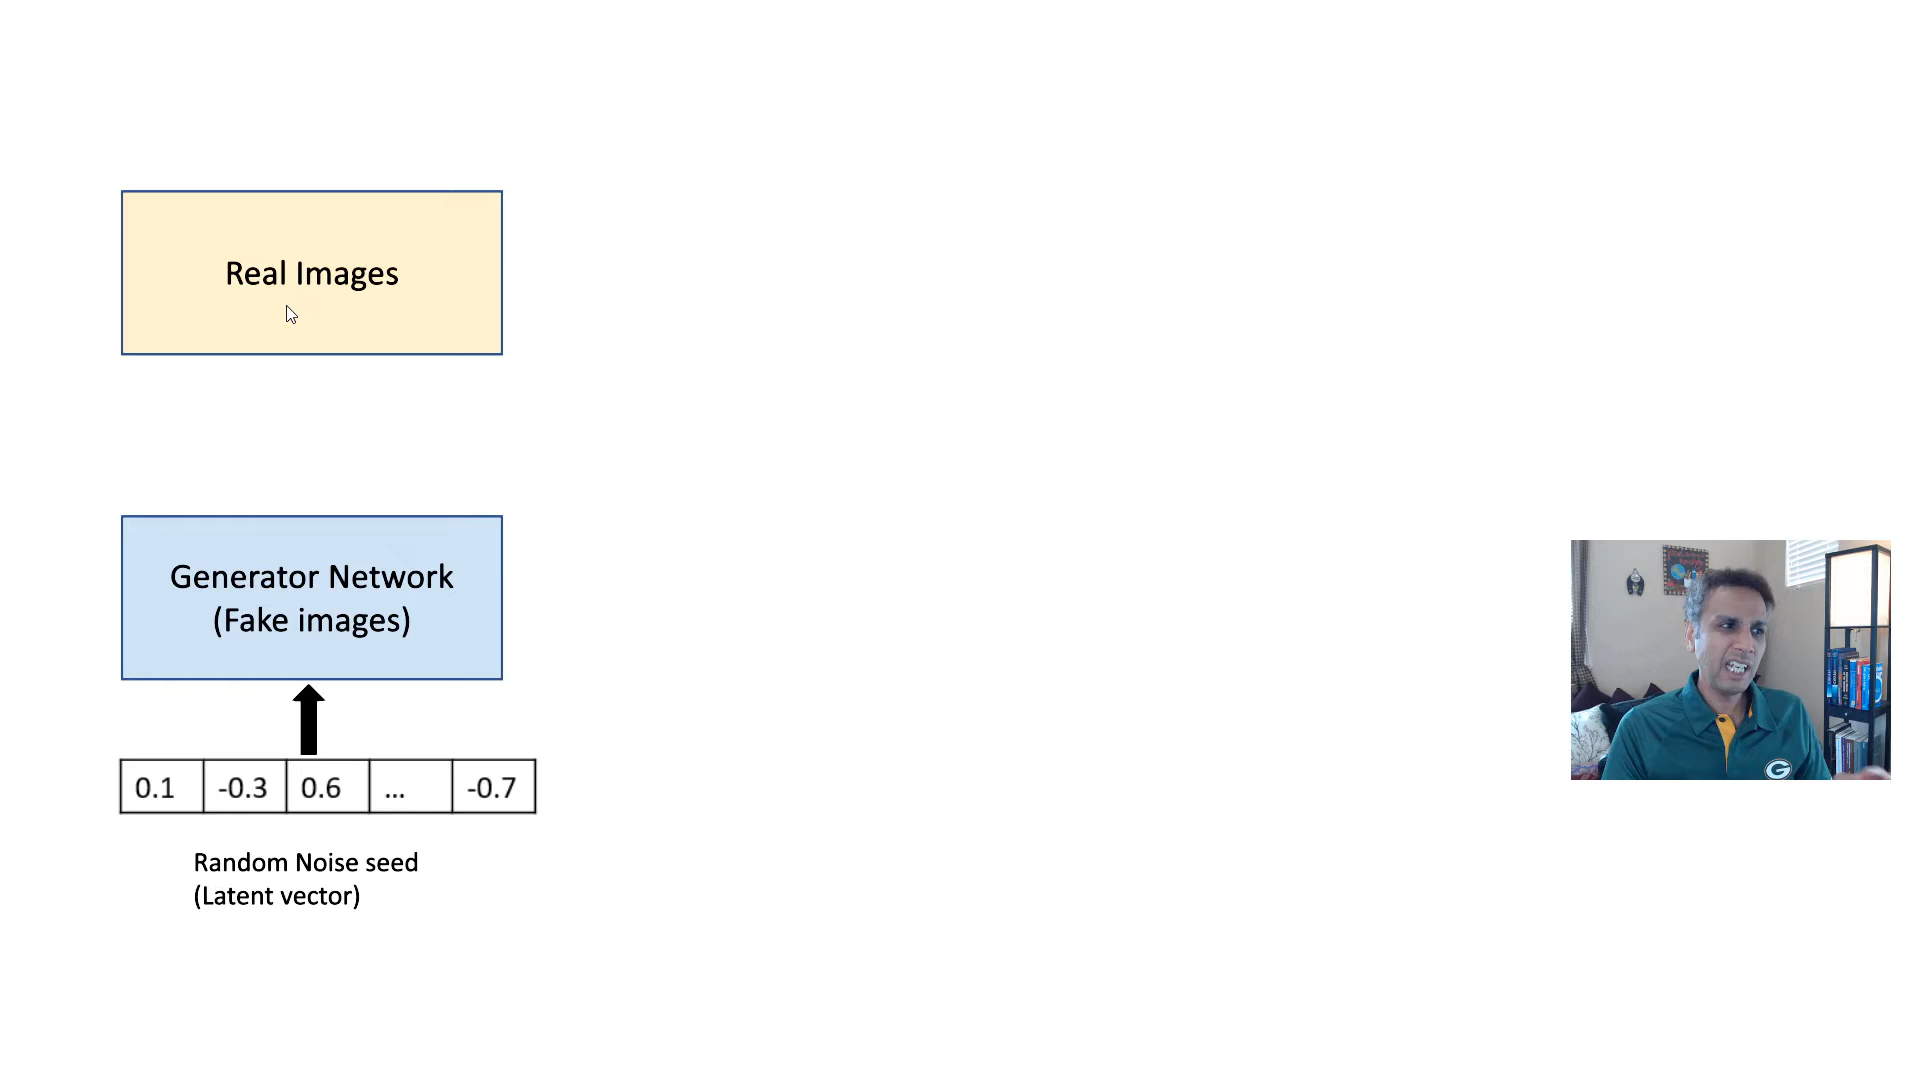 Real Images
Generator Network
(Fake images)
0.1 -0.3 0.6 ... -0.7
Random Noise seed
(Latent vector)
G